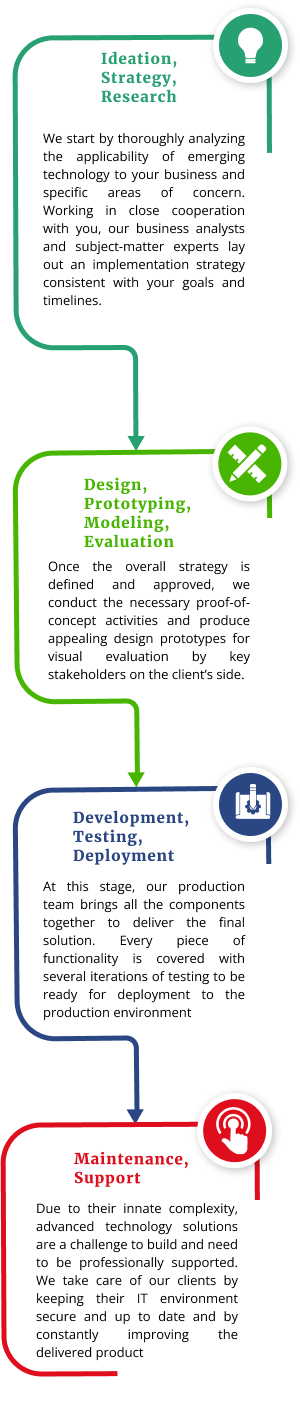 Ideation,
Strategy,
Research
We start by thoroughly analyzing
the applicability of emerging
technology to your business and
specific areas of concern.
Working in close cooperation
with you, our business analysts
and subject-matter experts lay
out an implementation strategy
consistent with your goals and
timelines.
Design,
Prototyping,
Modeling,
Evaluation
Once the overall strategy is
defined and approved, we
conduct the necessary proof-of-
concept activities and produce
appealing design prototypes for
visual evaluation by key
stakeholders on the client's side.
Development,
Testing,
Deployment
At this stage, our production
team brings all the components
together to deliver the final
solution. Every piece of
functionality is covered with
several iterations of testing to be
ready for deployment to the
production environment
Maintenance,
Support
Due to their innate complexity,
advanced technology solutions
are a challenge to build and need
to be professionally supported.
We take care of our clients by
keeping their IT environment
secure and up to date and by
constantly improving the
delivered product